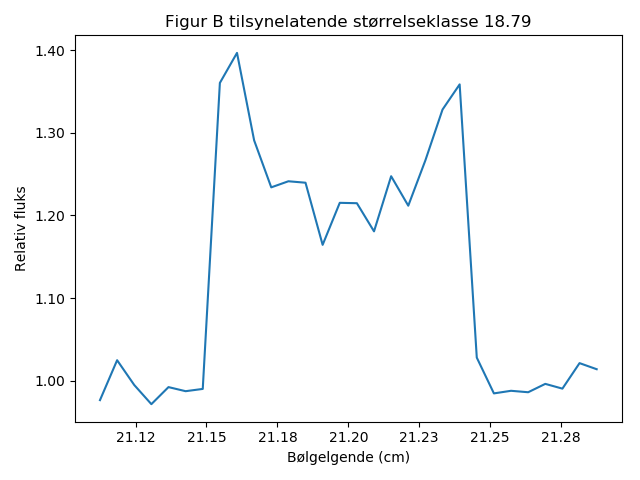 Figur B tilsynelatende størrelseklasse 18.79
1.40
1.30
1.20
1.10
1.00
Relativ fluks
21.12 21.15 21.18 21.20 21.23 21.25 21.28
Bølgelgende (cm)